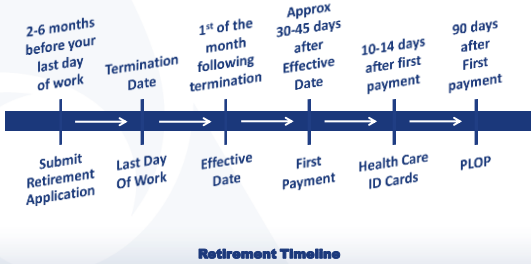 2-6 months
before your
last day
of work
Termination
Date
1st of the
month
following
termination
Approx
30-45 days
after
Effective
Date
10-14 days
after first
payment
90 days
after
First
payment
Submit
Retirement
Application
Last Day
Of Work
Effective
Date
First
Payment
Health Care
ID Cards
PLOP
Retirement Timeline